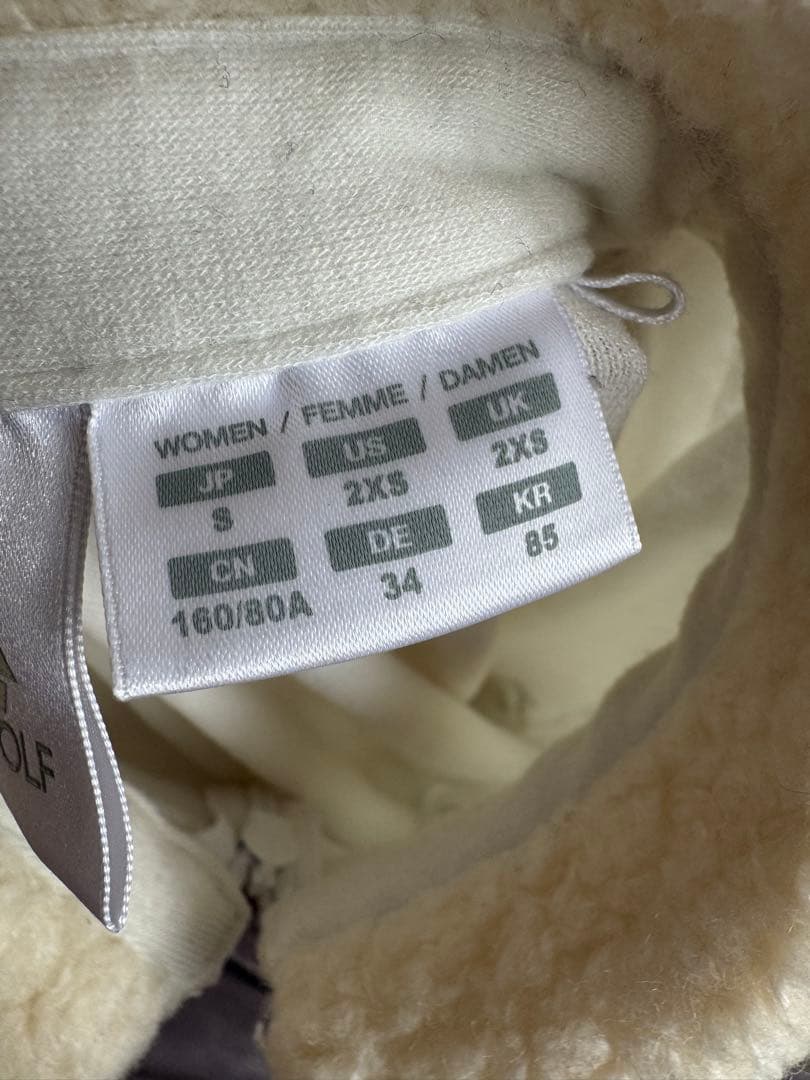 WOMEN / FEMME / DAMEN
JP US UK
S 2XS 2XS
CN DE KR
160/80A 34 85
OLF